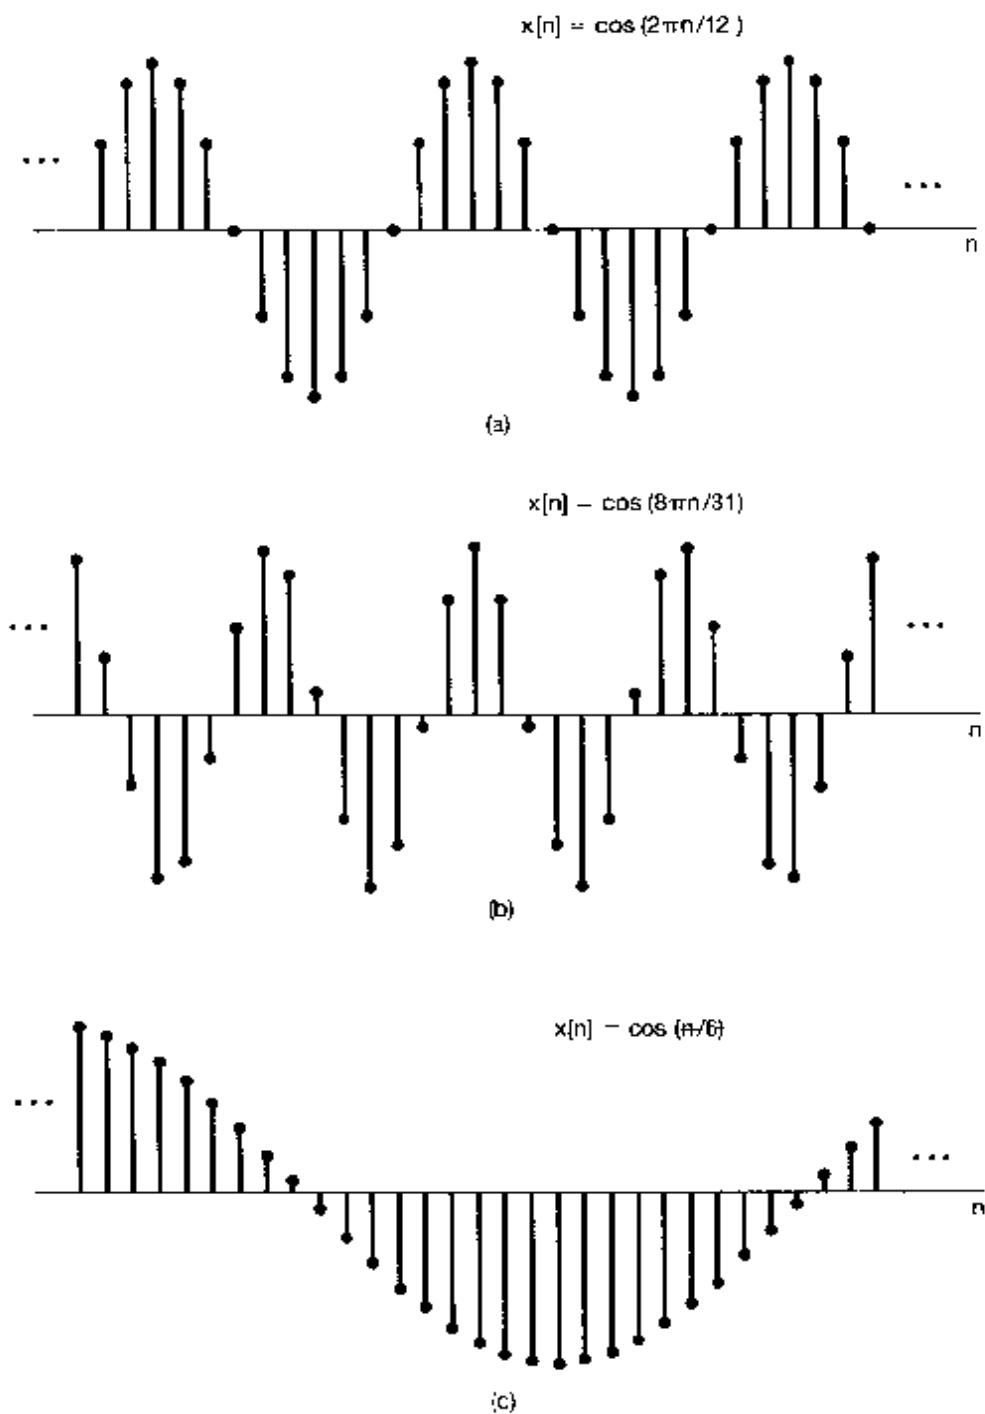 x[n] = cos (2πn/12 )
...
...
n
(a)
x[n] = cos (8πn/31)
...
...
n
(b)
x[n] = cos (n/6)
...
...
n
(c)